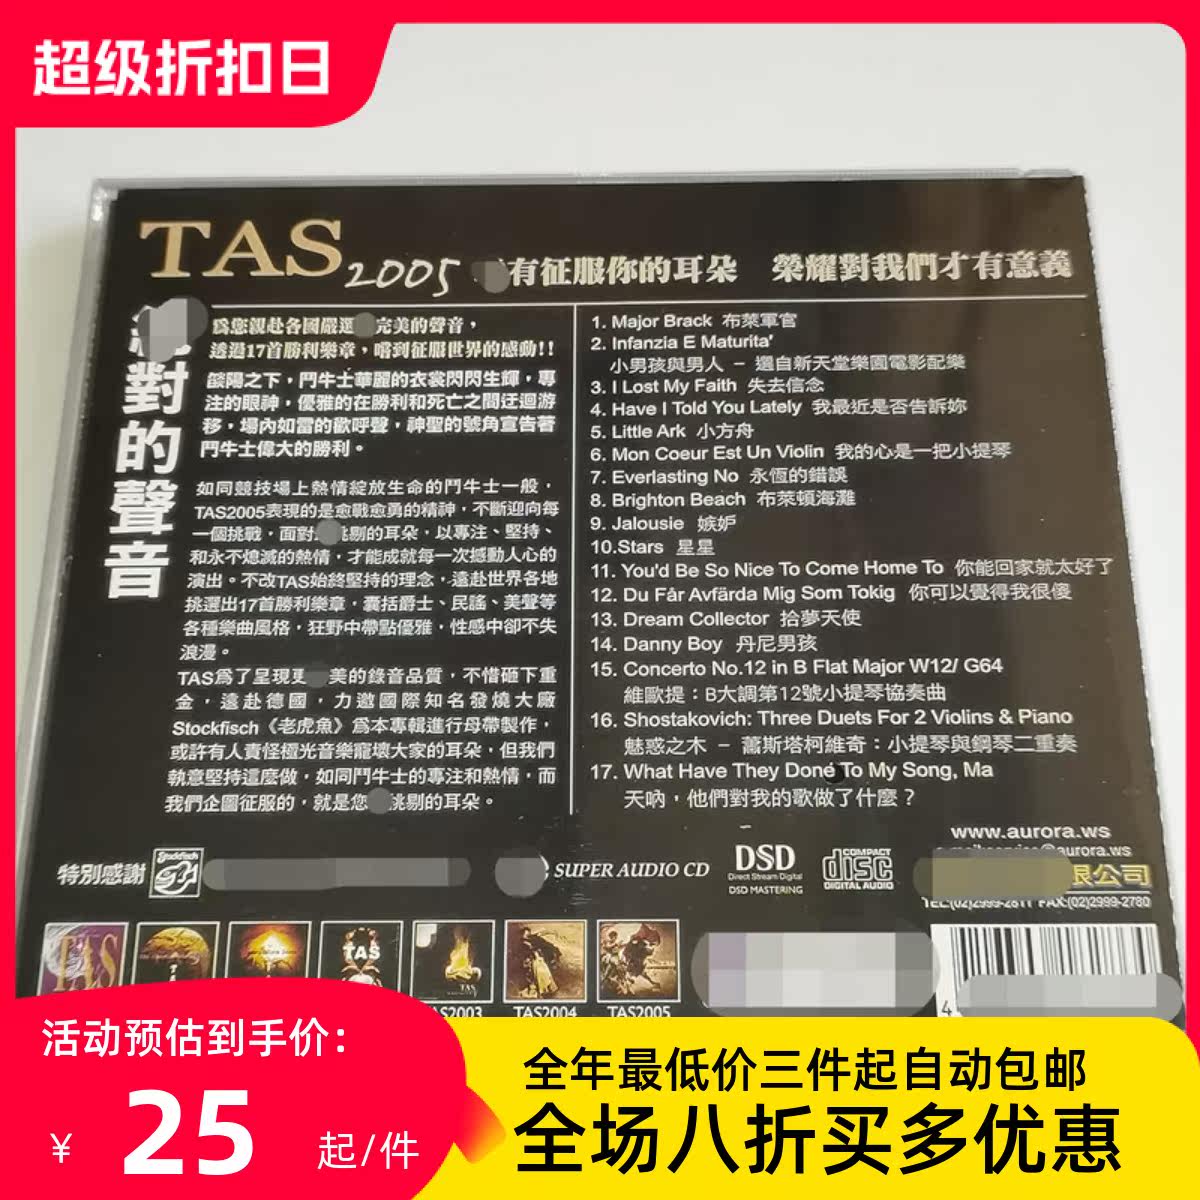 超级折扣日
TAS 2005 有征服你的耳朵 榮耀對我們才有意義
對的聲音
爲您親赴各國嚴選 完美的聲音，
透過17首勝利樂章，嚐到征服世界的感動!!
豔陽之下，鬥牛士華麗的衣裳閃閃生輝，專
注的眼神，優雅的在勝利和死亡之間迂迴游
移，場內如雷的歡呼聲，神聖的號角宣告著
鬥牛士偉大的勝利。
如同競技場上熱情綻放生命的鬥牛士一般，
TAS2005表現的是愈戰愈勇的精神，不斷迎向每
一個挑戰，面對 挑剔的耳朵，以專注、堅持、
和永不熄滅的熱情，才能成就每一次撼動人心的
演出。不改TAS始終堅持的理念，遠赴世界各地
挑選出17首勝利樂章，囊括爵士、民謠、美聲等
各種樂曲風格，狂野中帶點優雅，性感中卻不失
浪漫。
TAS爲了呈現更 美的錄音品質，不惜砸下重
金，遠赴德國，力邀國際知名發燒大廠
Stockfisch《老虎魚》爲本專輯進行母帶製作，
或許有人責怪極光音樂寵壞大家的耳朵，但我們
執意堅持這麼做，如同鬥牛士的專注和熱情，而
我們企圖征服的，就是您 挑剔的耳朵。
1. Major Brack 布萊軍官
2. Infanzia E Maturita'
小男孩與男人 – 選自新天堂樂園電影配樂
3. I Lost My Faith 失去信念
4. Have I Told You Lately 我最近是否告訴妳
5. Little Ark 小方舟
6. Mon Coeur Est Un Violin 我的心是一把小提琴
7. Everlasting No 永恆的錯誤
8. Brighton Beach 布萊頓海灘
9. Jalousie 嫉妒
10.Stars 星星
11. You'd Be So Nice To Come Home To 你能回家就太好了
12. Du Får Avfärda Mig Som Tokig 你可以覺得我很傻
13. Dream Collector 拾夢天使
14. Danny Boy 丹尼男孩
15. Concerto No.12 in B Flat Major W12/ G64
維歐提：B大調第12號小提琴協奏曲
16. Shostakovich: Three Duets For 2 Violins & Piano
魅惑之木 – 蕭斯塔柯維奇：小提琴與鋼琴二重奏
17. What Have They Done To My Song, Ma
天吶，他們對我的歌做了什麼？
www.aurora.ws
@aurora.ws
限公司
TEL:(02)2999-2811 FAX:(02)2999-2780
特別感謝 Stockfisch SUPER AUDIO CD DSD Direct Stream Digital DSD MASTERING COMPACT disc DIGITAL AUDIO
TAS TAS TAS
AS2003 TAS2004 TAS2005
4
活动预估到手价：
¥ 25 起/件
全年最低价三件起自动包邮
全场八折买多优惠